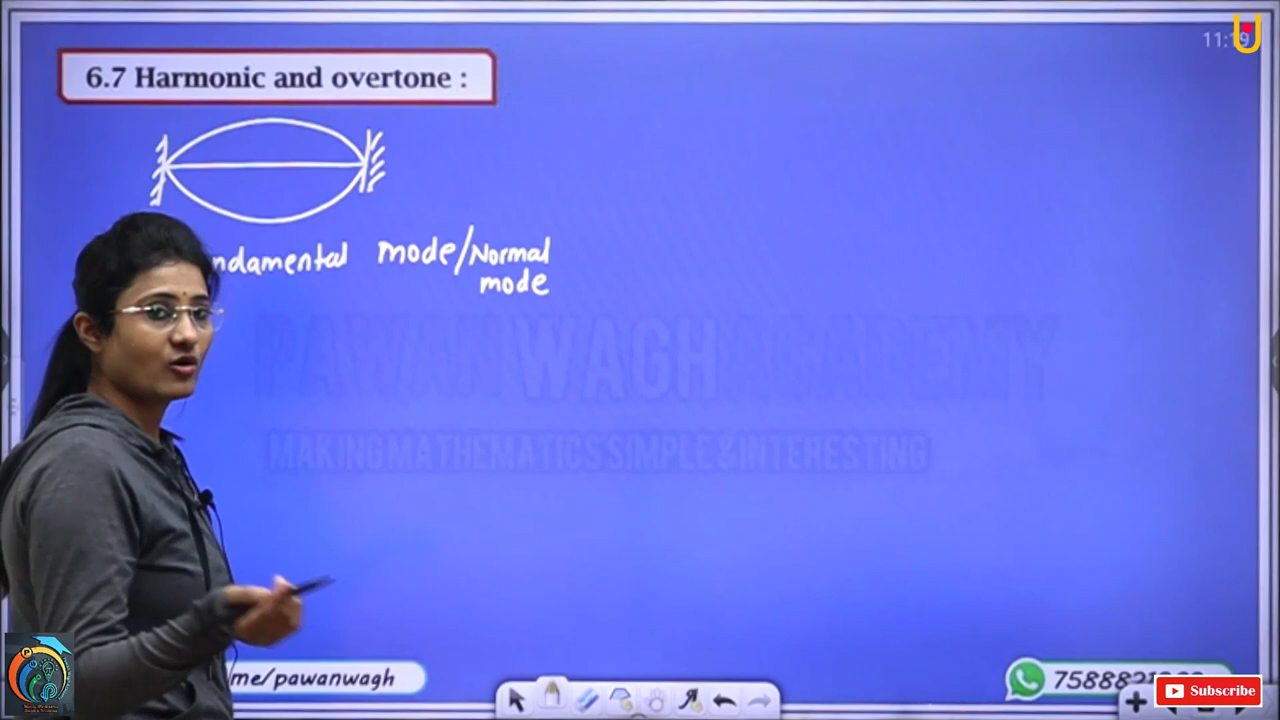 11:19
6.7 Harmonic and overtone :
ndamental mode/Normal
mode
PAWAN WAGH ACADEMY
MAKING MATHEMATICS SIMPLE & INTERESTING
me/pawanwagh
Subscribe